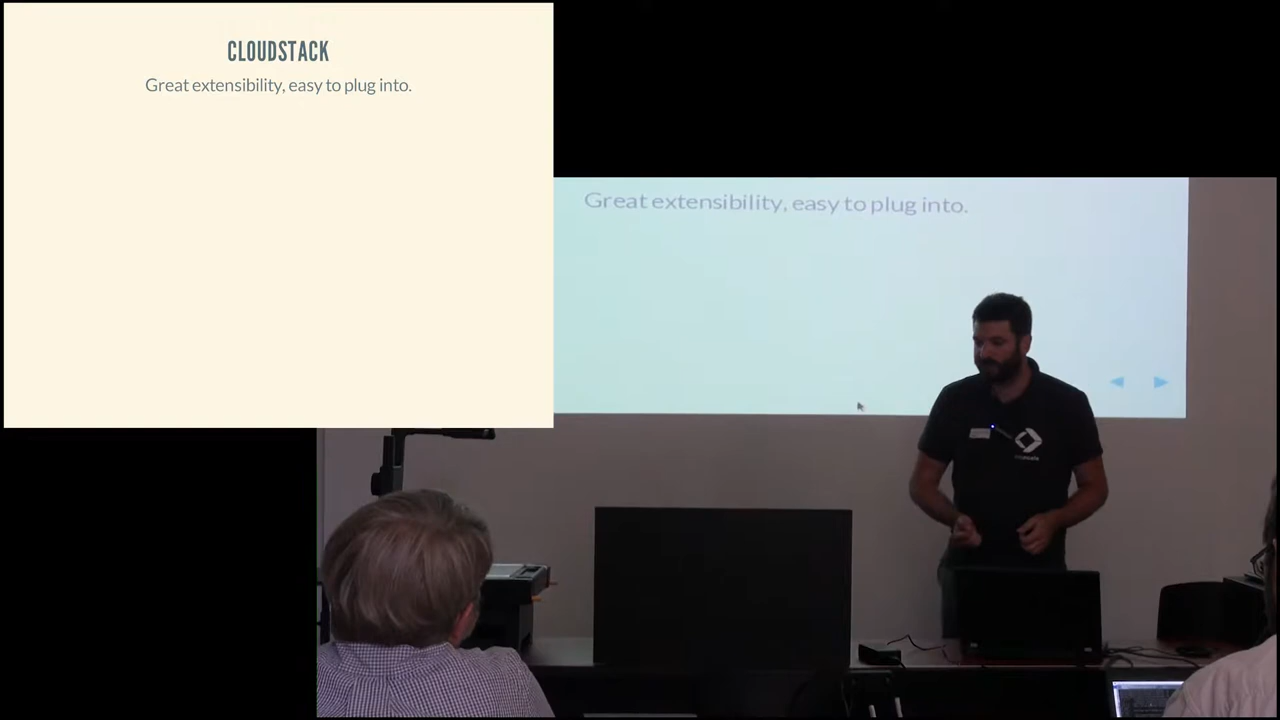 CLOUDSTACK
Great extensibility, easy to plug into.
Great extensibility, easy to plug into.